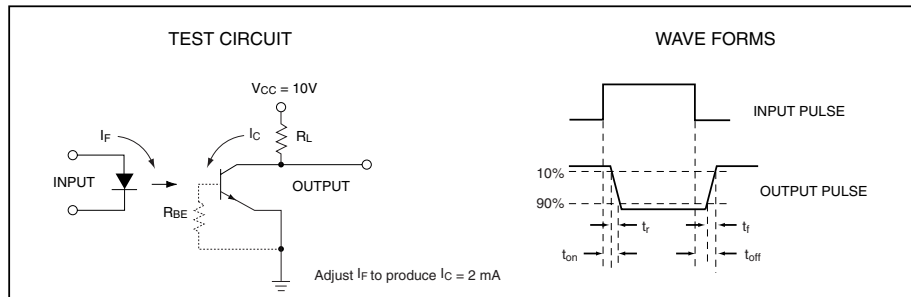 TEST CIRCUIT
VCC = 10V
IF
IC
RL
INPUT
OUTPUT
RBE
Adjust IF to produce IC = 2 mA
WAVE FORMS
INPUT PULSE
10%
OUTPUT PULSE
90%
tr
tf
ton
toff